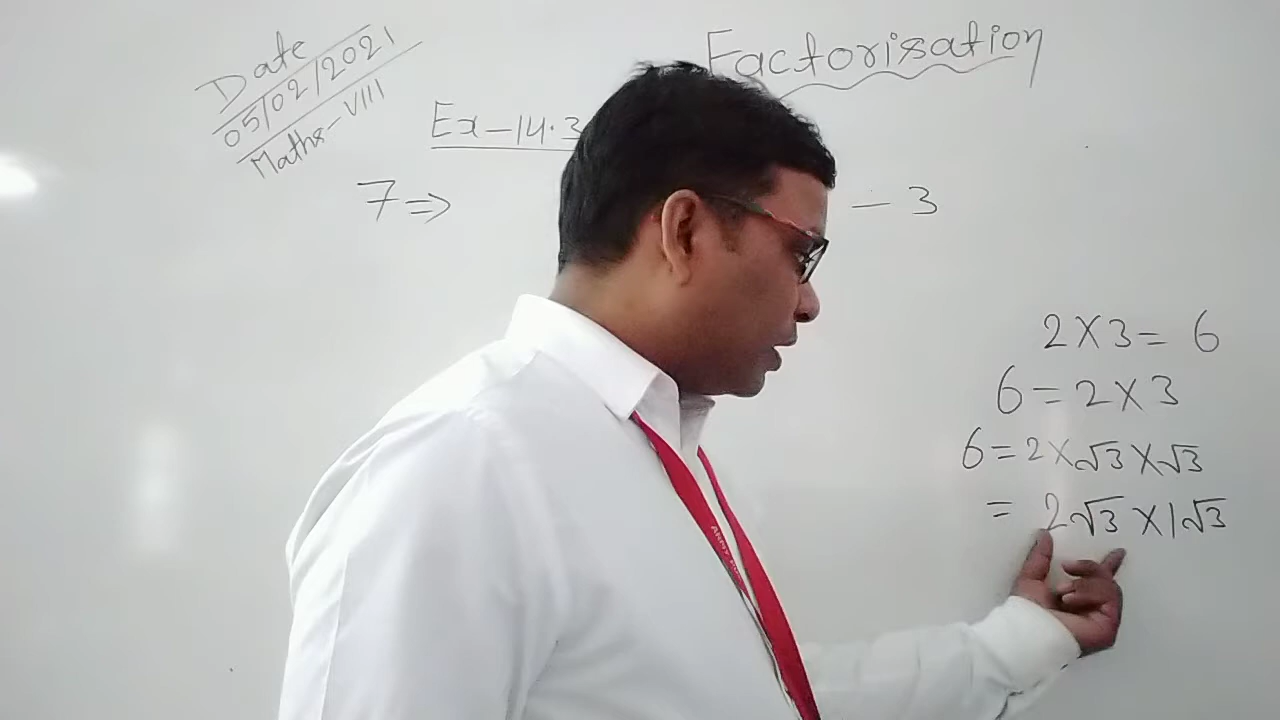 Date
05/02/2021
Maths-VIII
Factorisation
Ex-14.3
7⇒ - 3
2×3= 6
6=2×3
6=2×√3×√3
= 2√3×1√3
ARMY